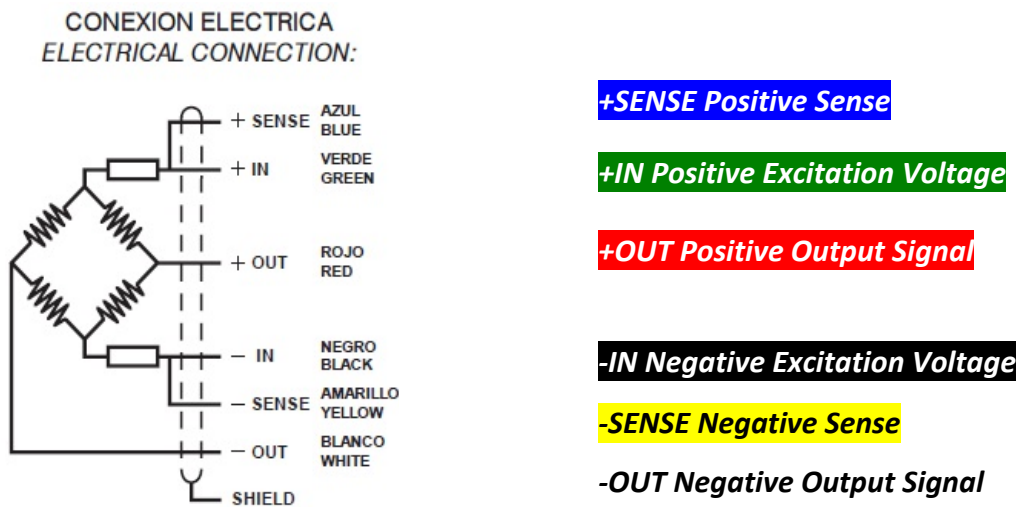 CONEXION ELECTRICA
ELECTRICAL CONNECTION:
+ SENSE AZUL
BLUE
+ IN VERDE
GREEN
+ OUT ROJO
RED
− IN NEGRO
BLACK
− SENSE AMARILLO
YELLOW
− OUT BLANCO
WHITE
SHIELD
+SENSE Positive Sense
+IN Positive Excitation Voltage
+OUT Positive Output Signal
-IN Negative Excitation Voltage
-SENSE Negative Sense
-OUT Negative Output Signal